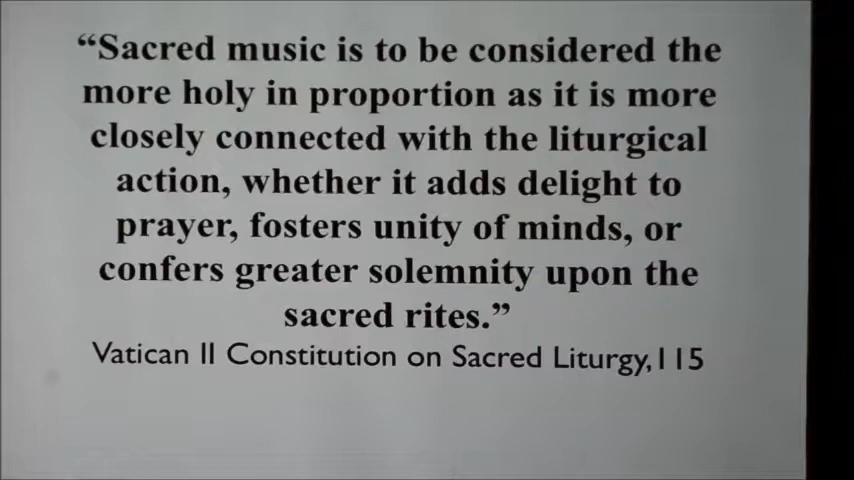 “Sacred music is to be considered the
more holy in proportion as it is more
closely connected with the liturgical
action, whether it adds delight to
prayer, fosters unity of minds, or
confers greater solemnity upon the
sacred rites.”
Vatican II Constitution on Sacred Liturgy,115